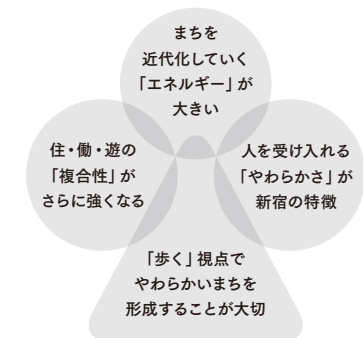 まちを
近代化していく
「エネルギー」が
大きい
住・働・遊の
「複合性」が
さらに強くなる
人を受け入れる
「やわらかさ」が
新宿の特徴
「歩く」視点で
やわらかいまちを
形成することが大切